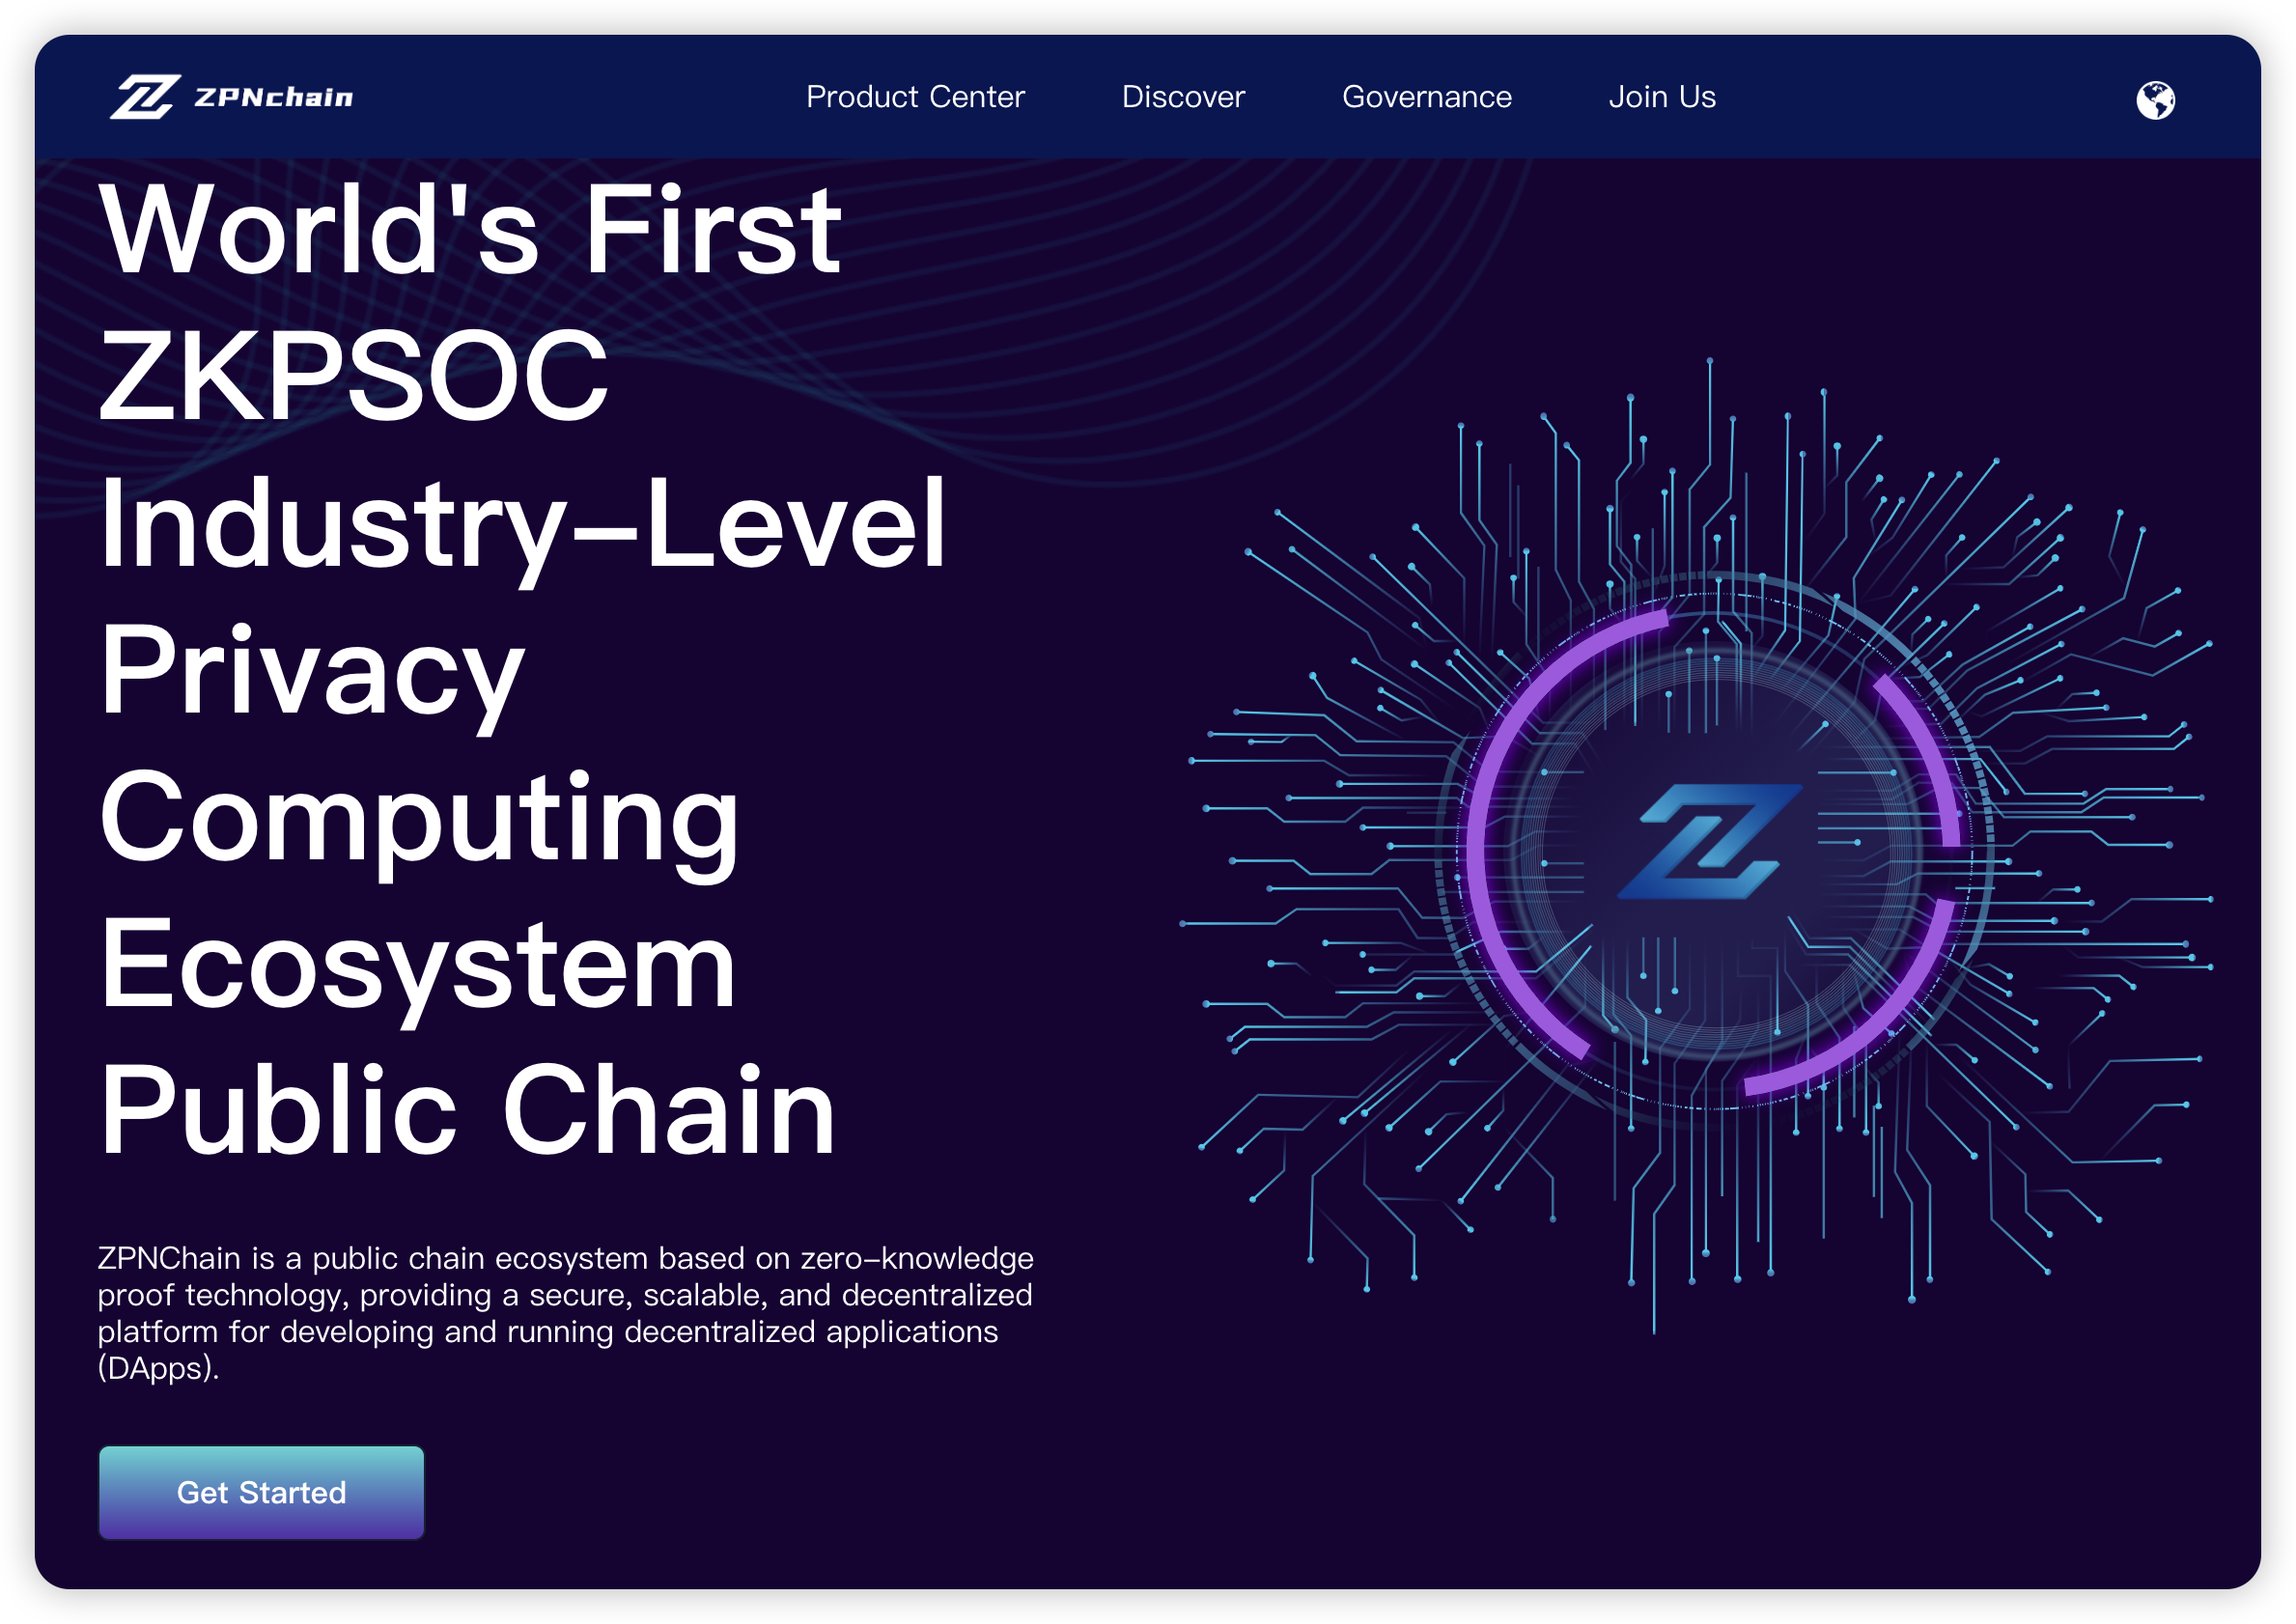 ZPNchain
Product Center
Discover
Governance
Join Us
World's First
ZKPSOC
Industry-Level
Privacy
Computing
Ecosystem
Public Chain
ZPNChain is a public chain ecosystem based on zero-knowledge
proof technology, providing a secure, scalable, and decentralized
platform for developing and running decentralized applications
(DApps).
Get Started